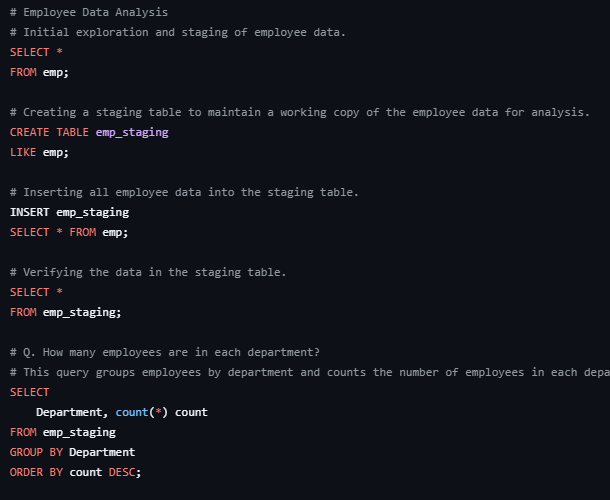 # Employee Data Analysis
# Initial exploration and staging of employee data.
SELECT *
FROM emp;
# Creating a staging table to maintain a working copy of the employee data for analysis.
CREATE TABLE emp_staging
LIKE emp;
# Inserting all employee data into the staging table.
INSERT emp_staging
SELECT * FROM emp;
# Verifying the data in the staging table.
SELECT *
FROM emp_staging;
# Q. How many employees are in each department?
# This query groups employees by department and counts the number of employees in each depa
SELECT
    Department, count(*) count
FROM emp_staging
GROUP BY Department
ORDER BY count DESC;